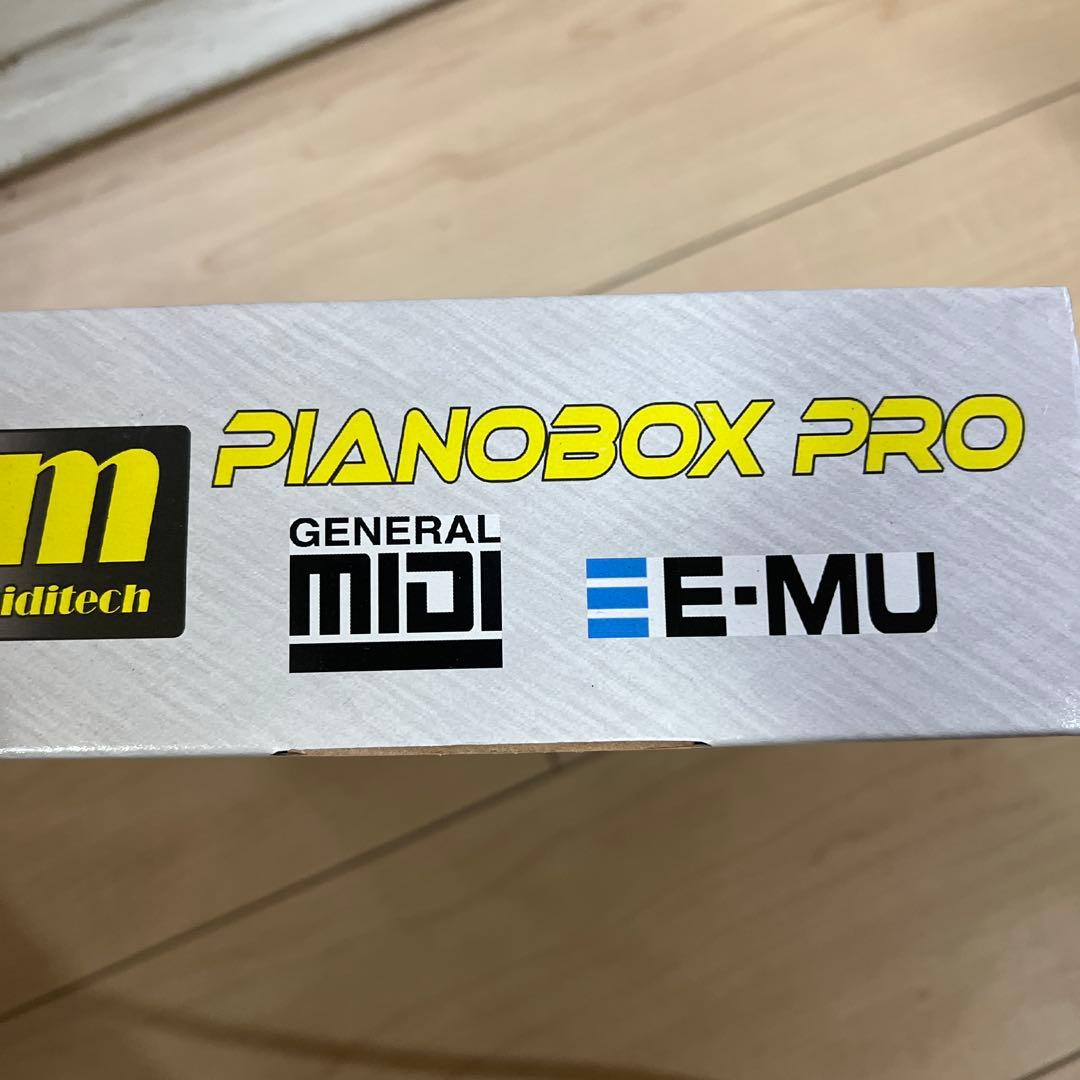 PIANOBOX PRO
m
iditech
GENERAL
MIDI
E-MU